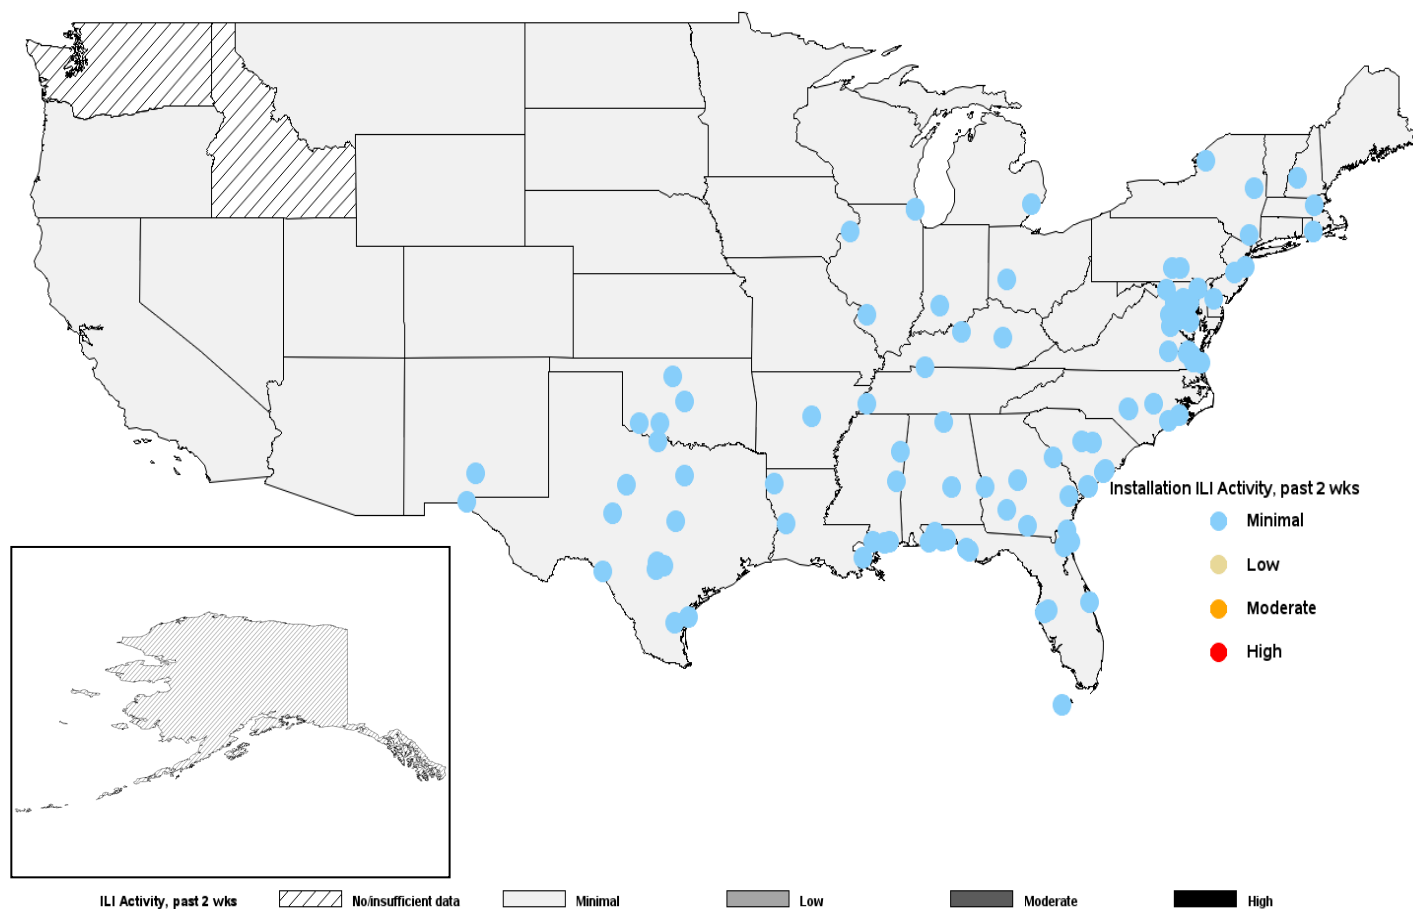 Installation ILI Activity, past 2 wks
Minimal
Low
Moderate
High
ILI Activity, past 2 wks No/insufficient data Minimal Low Moderate High